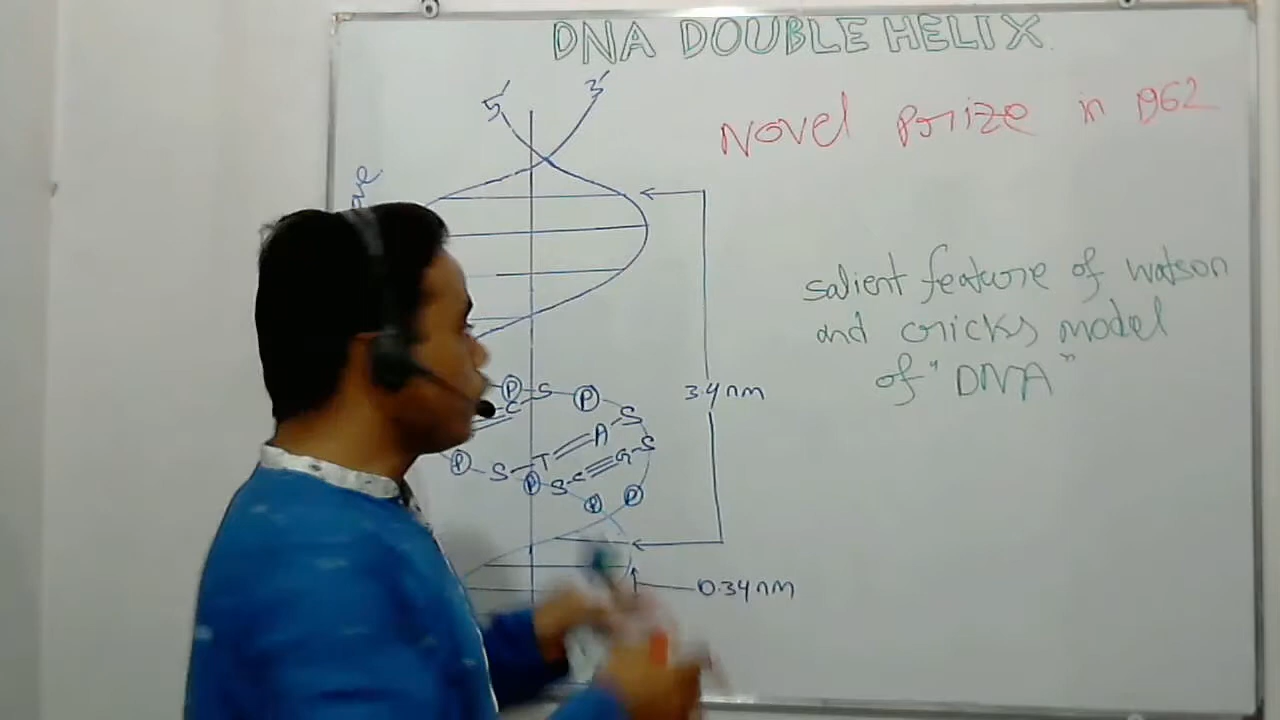 DNA DOUBLE HELIX
5' 3'
Novel Prize in 1962
salient feature of watson
and cricks model
of "DNA"
P S P
C S
3.4nm
T A S
P S G S
P S C
P P
0.34nm